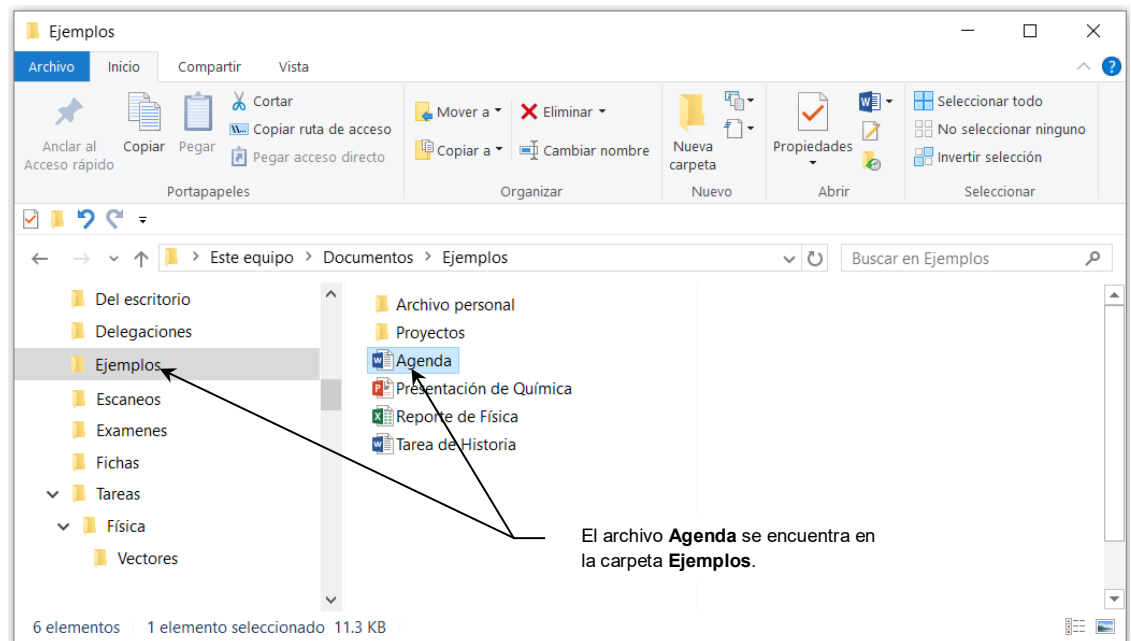 Ejemplos
Archivo Inicio Compartir Vista
Anclar al
Acceso rápido
Copiar
Pegar
Cortar
Copiar ruta de acceso
Pegar acceso directo
Portapapeles
Mover a
Copiar a
Eliminar
Cambiar nombre
Organizar
Nueva
carpeta
Nuevo
Propiedades
Abrir
Seleccionar todo
No seleccionar ninguno
Invertir selección
Seleccionar
Este equipo > Documentos > Ejemplos
Buscar en Ejemplos
Del escritorio
Delegaciones
Ejemplos
Escaneos
Examenes
Fichas
Tareas
Física
Vectores
Archivo personal
Proyectos
Agenda
Presentación de Química
Reporte de Física
Tarea de Historia
El archivo Agenda se encuentra en
la carpeta Ejemplos.
6 elementos 1 elemento seleccionado 11.3 KB